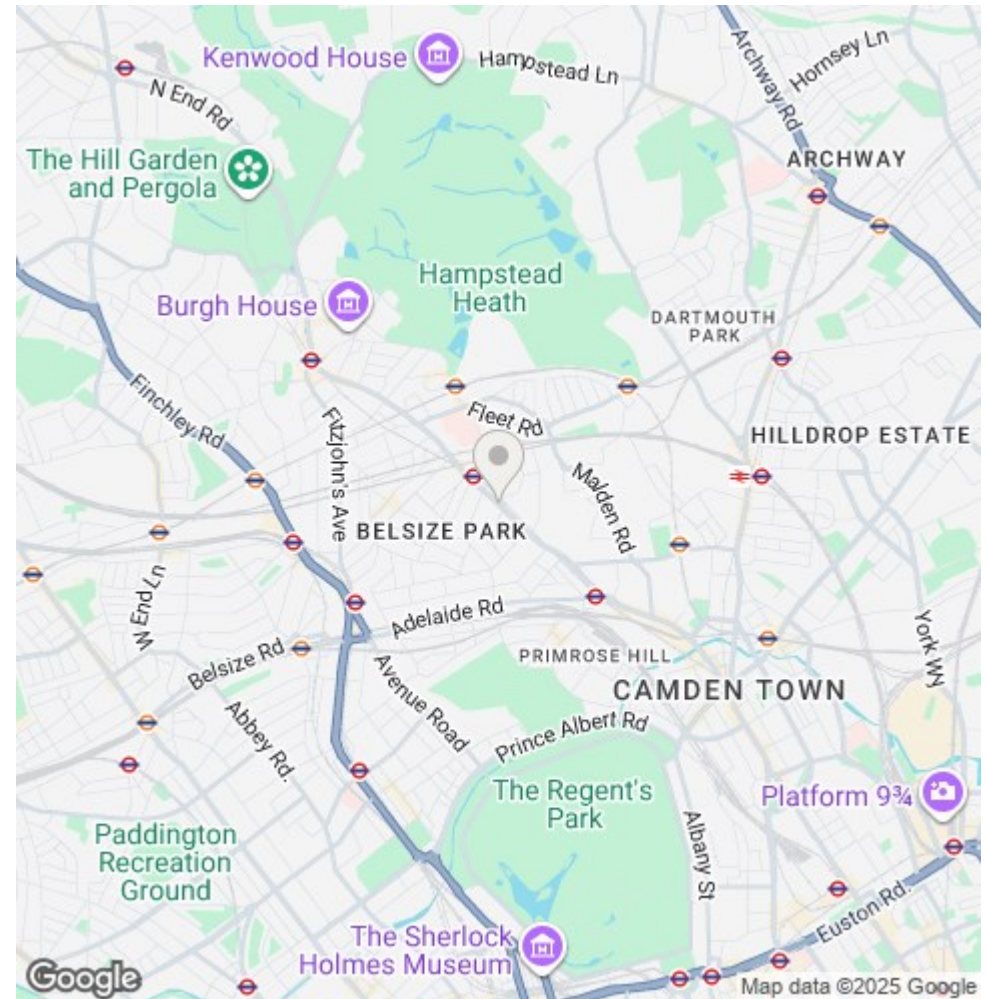 Kenwood House
Hampstead Ln
Hornsey Ln
Archway Rd
N End Rd
The Hill Garden
and Pergola
ARCHWAY
Hampstead
Heath
Burgh House
DARTMOUTH
PARK
Finchley Rd
Fitzjohn's Ave
Fleet Rd
HILLDROP ESTATE
Malden Rd
BELSIZE PARK
W End Ln
Adelaide Rd
York Wy
Belsize Rd
PRIMROSE HILL
Avenue Road
CAMDEN TOWN
Abbey Rd.
Prince Albert Rd
The Regent's
Park
Platform 9¾
Albany St
Paddington
Recreation
Ground
Euston Rd.
The Sherlock
Holmes Museum
Google
Map data ©2025 Google